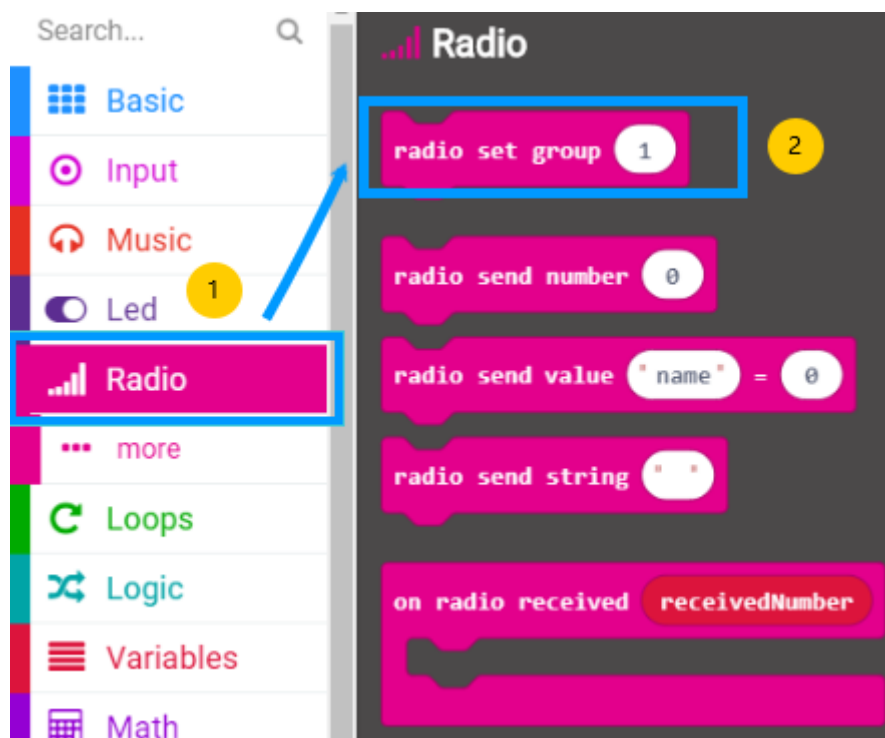 Search...
Basic
Input
Music
1
Led
Radio
more
Loops
Logic
Variables
Math
Radio
radio set group 1
2
radio send number 0
radio send value "name" = 0
radio send string " "
on radio received receivedNumber